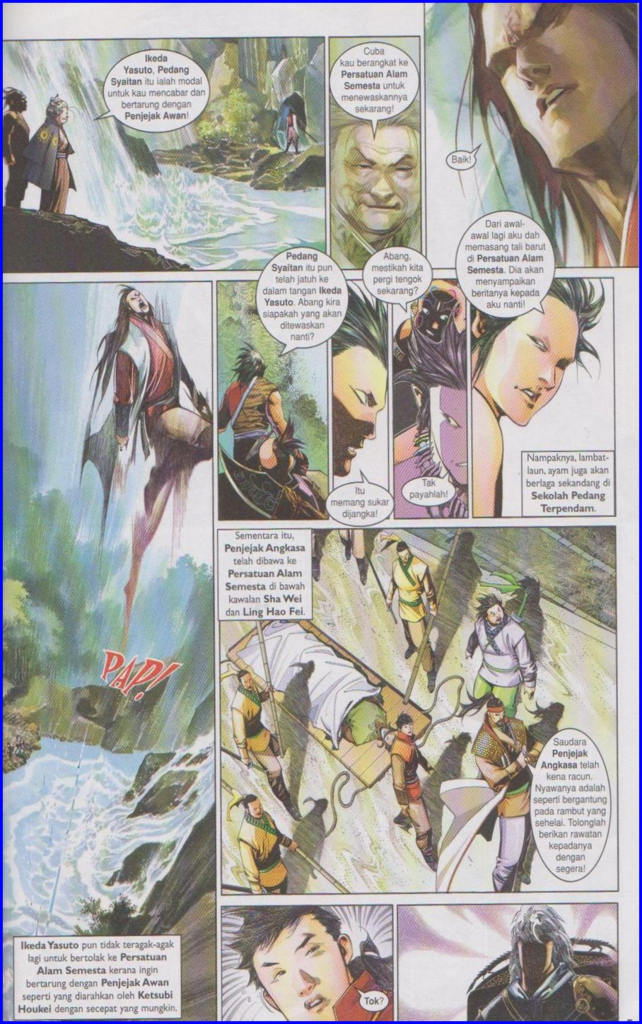 Ikeda
Yasuto, Pedang
Syaitan itu ialah modal
untuk kau mencabar dan
bertarung dengan
Penjejak Awan!
Cuba
kau berangkat ke
Persatuan Alam
Semesta untuk
menewaskannya
sekarang!
Baik!
Pedang
Syaitan itu pun
telah jatuh ke
dalam tangan Ikeda
Yasuto. Abang kira
siapakah yang akan
ditewaskan
nanti?
Itu
memang sukar
dijangka!
Abang,
mestikah kita
pergi tengok
sekarang?
Tak
payahlah!
Dari awal-
awal lagi aku dah
memasang tali barut
di Persatuan Alam
Semesta. Dia akan
menyampaikan
beritanya kepada
aku nanti!
Nampaknya, lambat-
laun, ayam juga akan
berlaga sekandang di
Sekolah Pedang
Terpendam.
PAP!
Ikeda Yasuto pun tidak teragak-agak
lagi untuk bertolak ke Persatuan
Alam Semesta kerana ingin
bertarung dengan Penjejak Awan
seperti yang diarahkan oleh Ketsubi
Houkei dengan secepat yang mungkin.
Sementara itu,
Penjejak Angkasa
telah dibawa ke
Persatuan Alam
Semesta di bawah
kawalan Sha Wei
dan Ling Hao Fei.
Saudara
Penjejak
Angkasa telah
kena racun.
Nyawanya adalah
seperti bergantung
pada rambut yang
sehelai. Tolonglah
berikan rawatan
kepadanya
dengan
segera!
Tok?